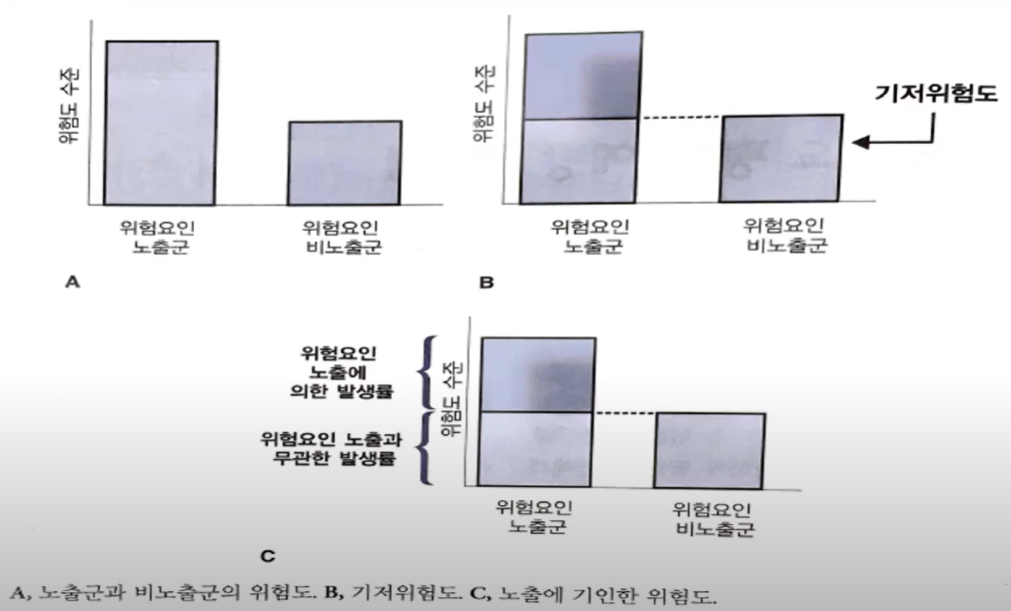 위험도 수준
위험요인
노출군
위험요인
비노출군
A
위험도 수준
기저위험도
위험요인
노출군
위험요인
비노출군
B
위험요인
노출에
의한 발생률
위험요인 노출과
무관한 발생률
위험도 수준
위험요인
노출군
위험요인
비노출군
C
A, 노출군과 비노출군의 위험도. B, 기저위험도. C, 노출에 기인한 위험도.